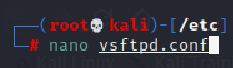 ┌──(root💀kali)-[/etc]
└─# nano vsftpd.conf